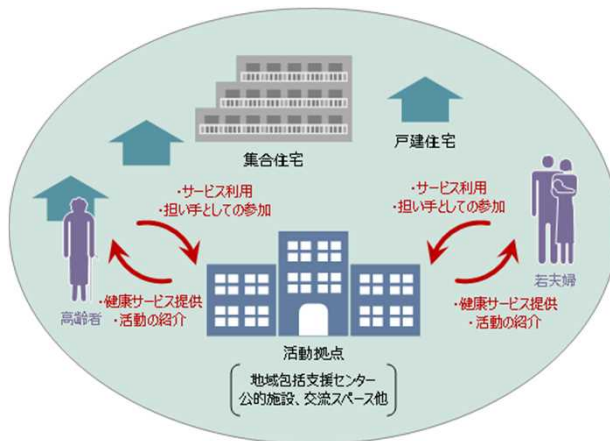 集合住宅
戸建住宅
・サービス利用
・担い手としての参加
・サービス利用
・担い手としての参加
・健康サービス提供
・活動の紹介
高齢者
若夫婦
・健康サービス提供
・活動の紹介
活動拠点
地域包括支援センター
公的施設、交流スペース他